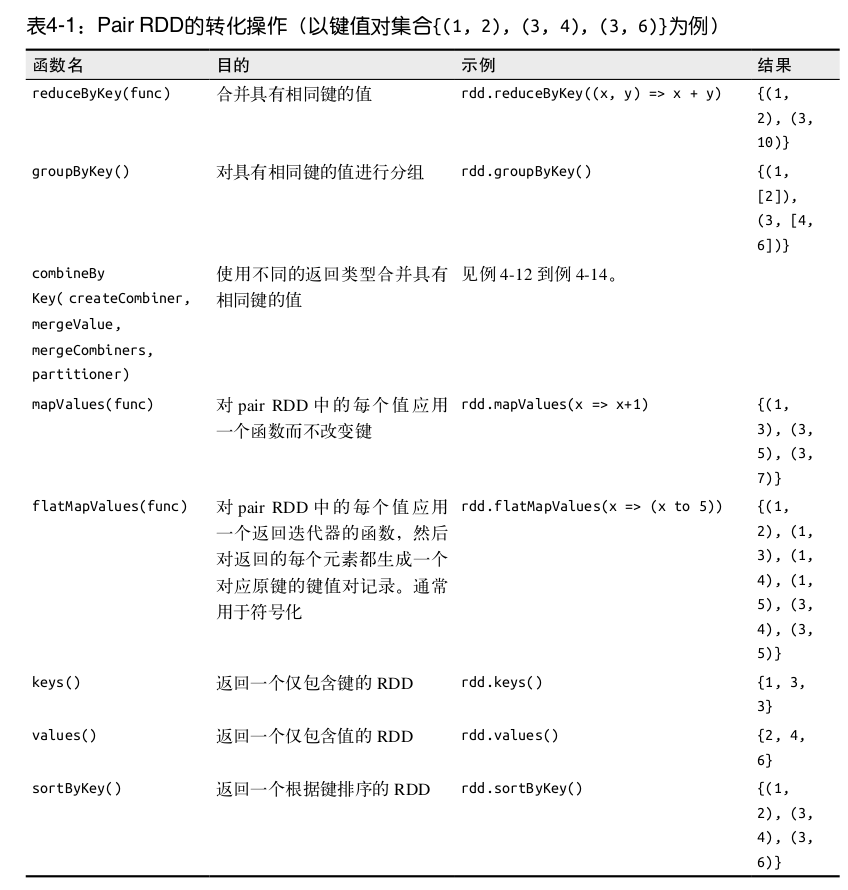 表4-1：Pair RDD的转化操作（以键值对集合{(1, 2), (3, 4), (3, 6)}为例）
函数名 目的 示例 结果
reduceByKey(func) 合并具有相同键的值 rdd.reduceByKey((x, y) => x + y) {(1,
2), (3,
10)}
groupByKey() 对具有相同键的值进行分组 rdd.groupByKey() {(1,
[2]),
(3, [4,
6])}
combineBy 使用不同的返回类型合并具有 见例 4-12 到例 4-14。
Key( createCombiner, 相同键的值
mergeValue,
mergeCombiners,
partitioner)
mapValues(func) 对 pair RDD 中的每个值应用 rdd.mapValues(x => x+1) {(1,
一个函数而不改变键 3), (3,
5), (3,
7)}
flatMapValues(func) 对 pair RDD 中的每个值应用 rdd.flatMapValues(x => (x to 5)) {(1,
一个返回迭代器的函数，然后 2), (1,
对返回的每个元素都生成一个 3), (1,
对应原键的键值对记录。通常 4), (1,
用于符号化 5), (3,
4), (3,
5)}
keys() 返回一个仅包含键的 RDD rdd.keys() {1, 3,
3}
values() 返回一个仅包含值的 RDD rdd.values() {2, 4,
6}
sortByKey() 返回一个根据键排序的 RDD rdd.sortByKey() {(1,
2), (3,
4), (3,
6)}